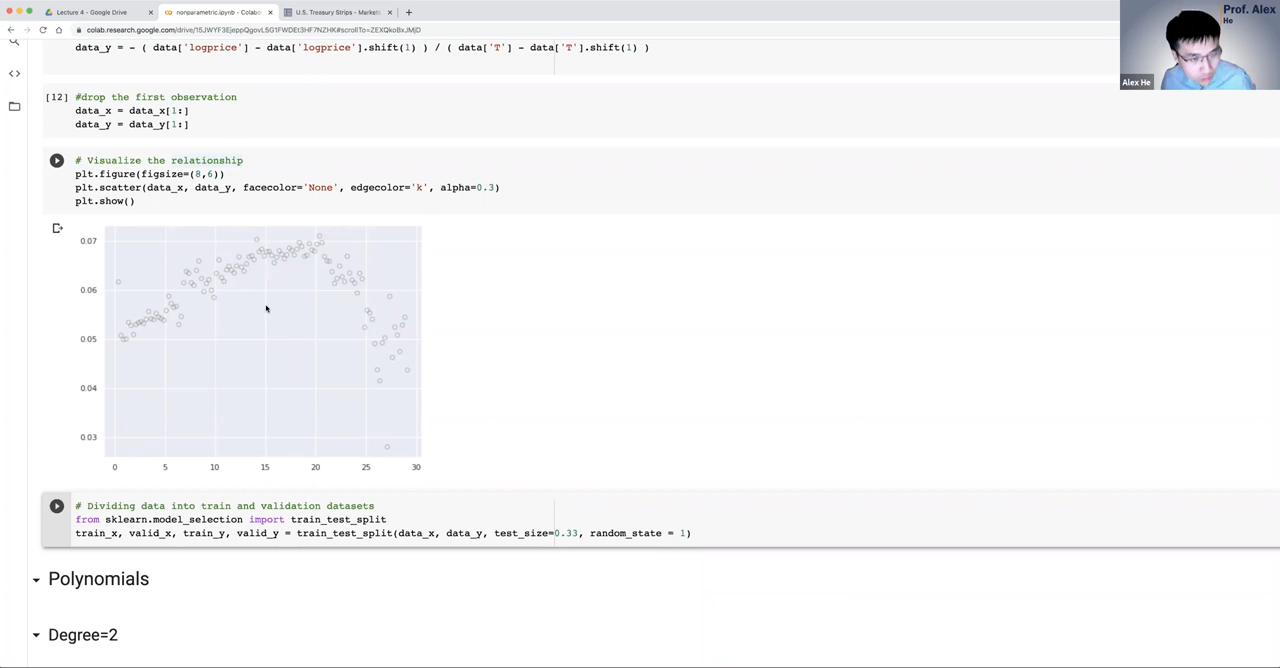 Lecture 4 - Google Drive
nonparametric.ipynb - Colabo
U.S. Treasury Strips - Market
Prof. Alex
He
Alex He
data_y = - ( data['logprice'] - data['logprice'].shift(1) ) / ( data['T'] - data['T'].shift(1) )
[12] #drop the first observation
data_x = data_x[1:]
data_y = data_y[1:]
# Visualize the relationship
plt.figure(figsize=(8,6))
plt.scatter(data_x, data_y, facecolor='None', edgecolor='k', alpha=0.3)
plt.show()
0.07
0.06
0.05
0.04
0.03
0 5 10 15 20 25 30
# Dividing data into train and validation datasets
from sklearn.model_selection import train_test_split
train_x, valid_x, train_y, valid_y = train_test_split(data_x, data_y, test_size=0.33, random_state = 1)
Polynomials
Degree=2